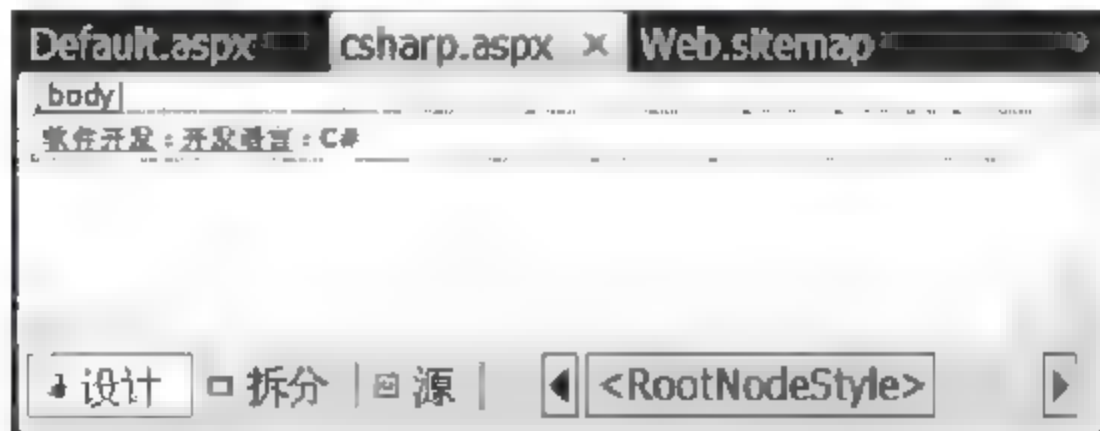 Default.aspx csharp.aspx × Web.sitemap
body
软件开发 : 开发语言 : C#
设计 拆分 源 <RootNodeStyle>